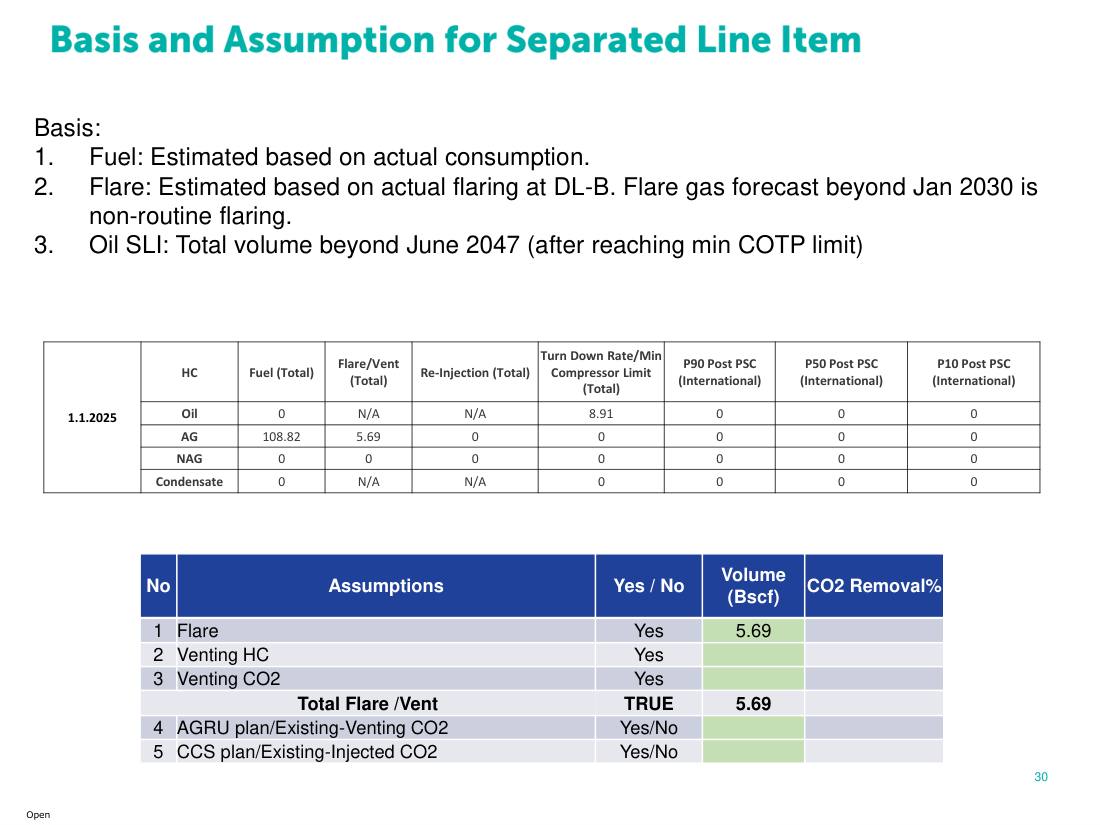 Basis and Assumption for Separated Line Item
Basis:
1. Fuel: Estimated based on actual consumption.
2. Flare: Estimated based on actual flaring at DL-B. Flare gas forecast beyond Jan 2030 is
non-routine flaring.
3. Oil SLI: Total volume beyond June 2047 (after reaching min COTP limit)
1.1.2025
HC Fuel (Total) Flare/Vent (Total) Re-Injection (Total) Turn Down Rate/Min Compressor Limit (Total) P90 Post PSC (International) P50 Post PSC (International) P10 Post PSC (International)
Oil 0 N/A N/A 8.91 0 0 0
AG 108.82 5.69 0 0 0 0 0
NAG 0 0 0 0 0 0 0
Condensate 0 N/A N/A 0 0 0 0
No Assumptions Yes / No Volume (Bscf) CO2 Removal%
1 Flare Yes 5.69
2 Venting HC Yes
3 Venting CO2 Yes
Total Flare /Vent TRUE 5.69
4 AGRU plan/Existing-Venting CO2 Yes/No
5 CCS plan/Existing-Injected CO2 Yes/No
30
Open